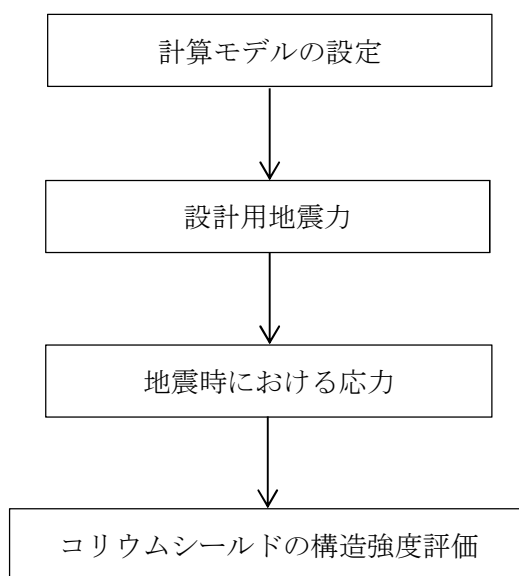 計算モデルの設定
設計用地震力
地震時における応力
コリウムシールドの構造強度評価